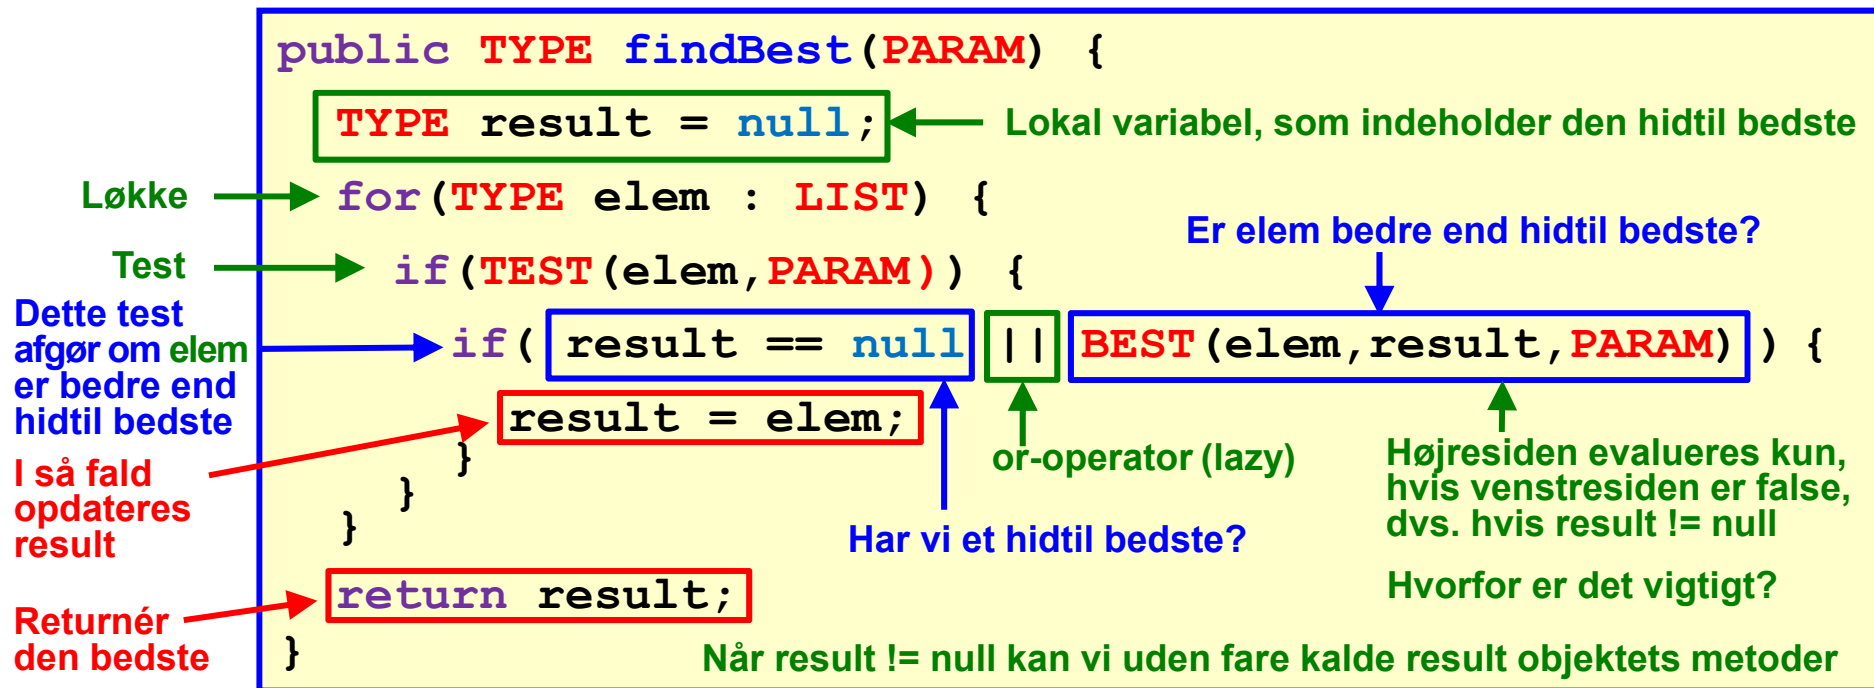 public TYPE findBest(PARAM) {
TYPE result = null;
Lokal variabel, som indeholder den hidtil bedste
Løkke
for(TYPE elem : LIST) {
Er elem bedre end hidtil bedste?
Test
if(TEST(elem,PARAM)) {
Dette test
afgør om elem
er bedre end
hidtil bedste
if( result == null || BEST(elem,result,PARAM) ) {
result = elem;
}
}
}
I så fald
opdateres
result
or-operator (lazy)
Har vi et hidtil bedste?
Højresiden evalueres kun,
hvis venstresiden er false,
dvs. hvis result != null
Hvorfor er det vigtigt?
return result;
Returnér
den bedste
}
Når result != null kan vi uden fare kalde result objektets metoder